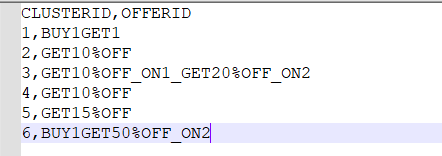 CLUSTERID,OFFERID
1,BUY1GET1
2,GET10%OFF
3,GET10%OFF_ON1_GET20%OFF_ON2
4,GET10%OFF
5,GET15%OFF
6,BUY1GET50%OFF_ON2